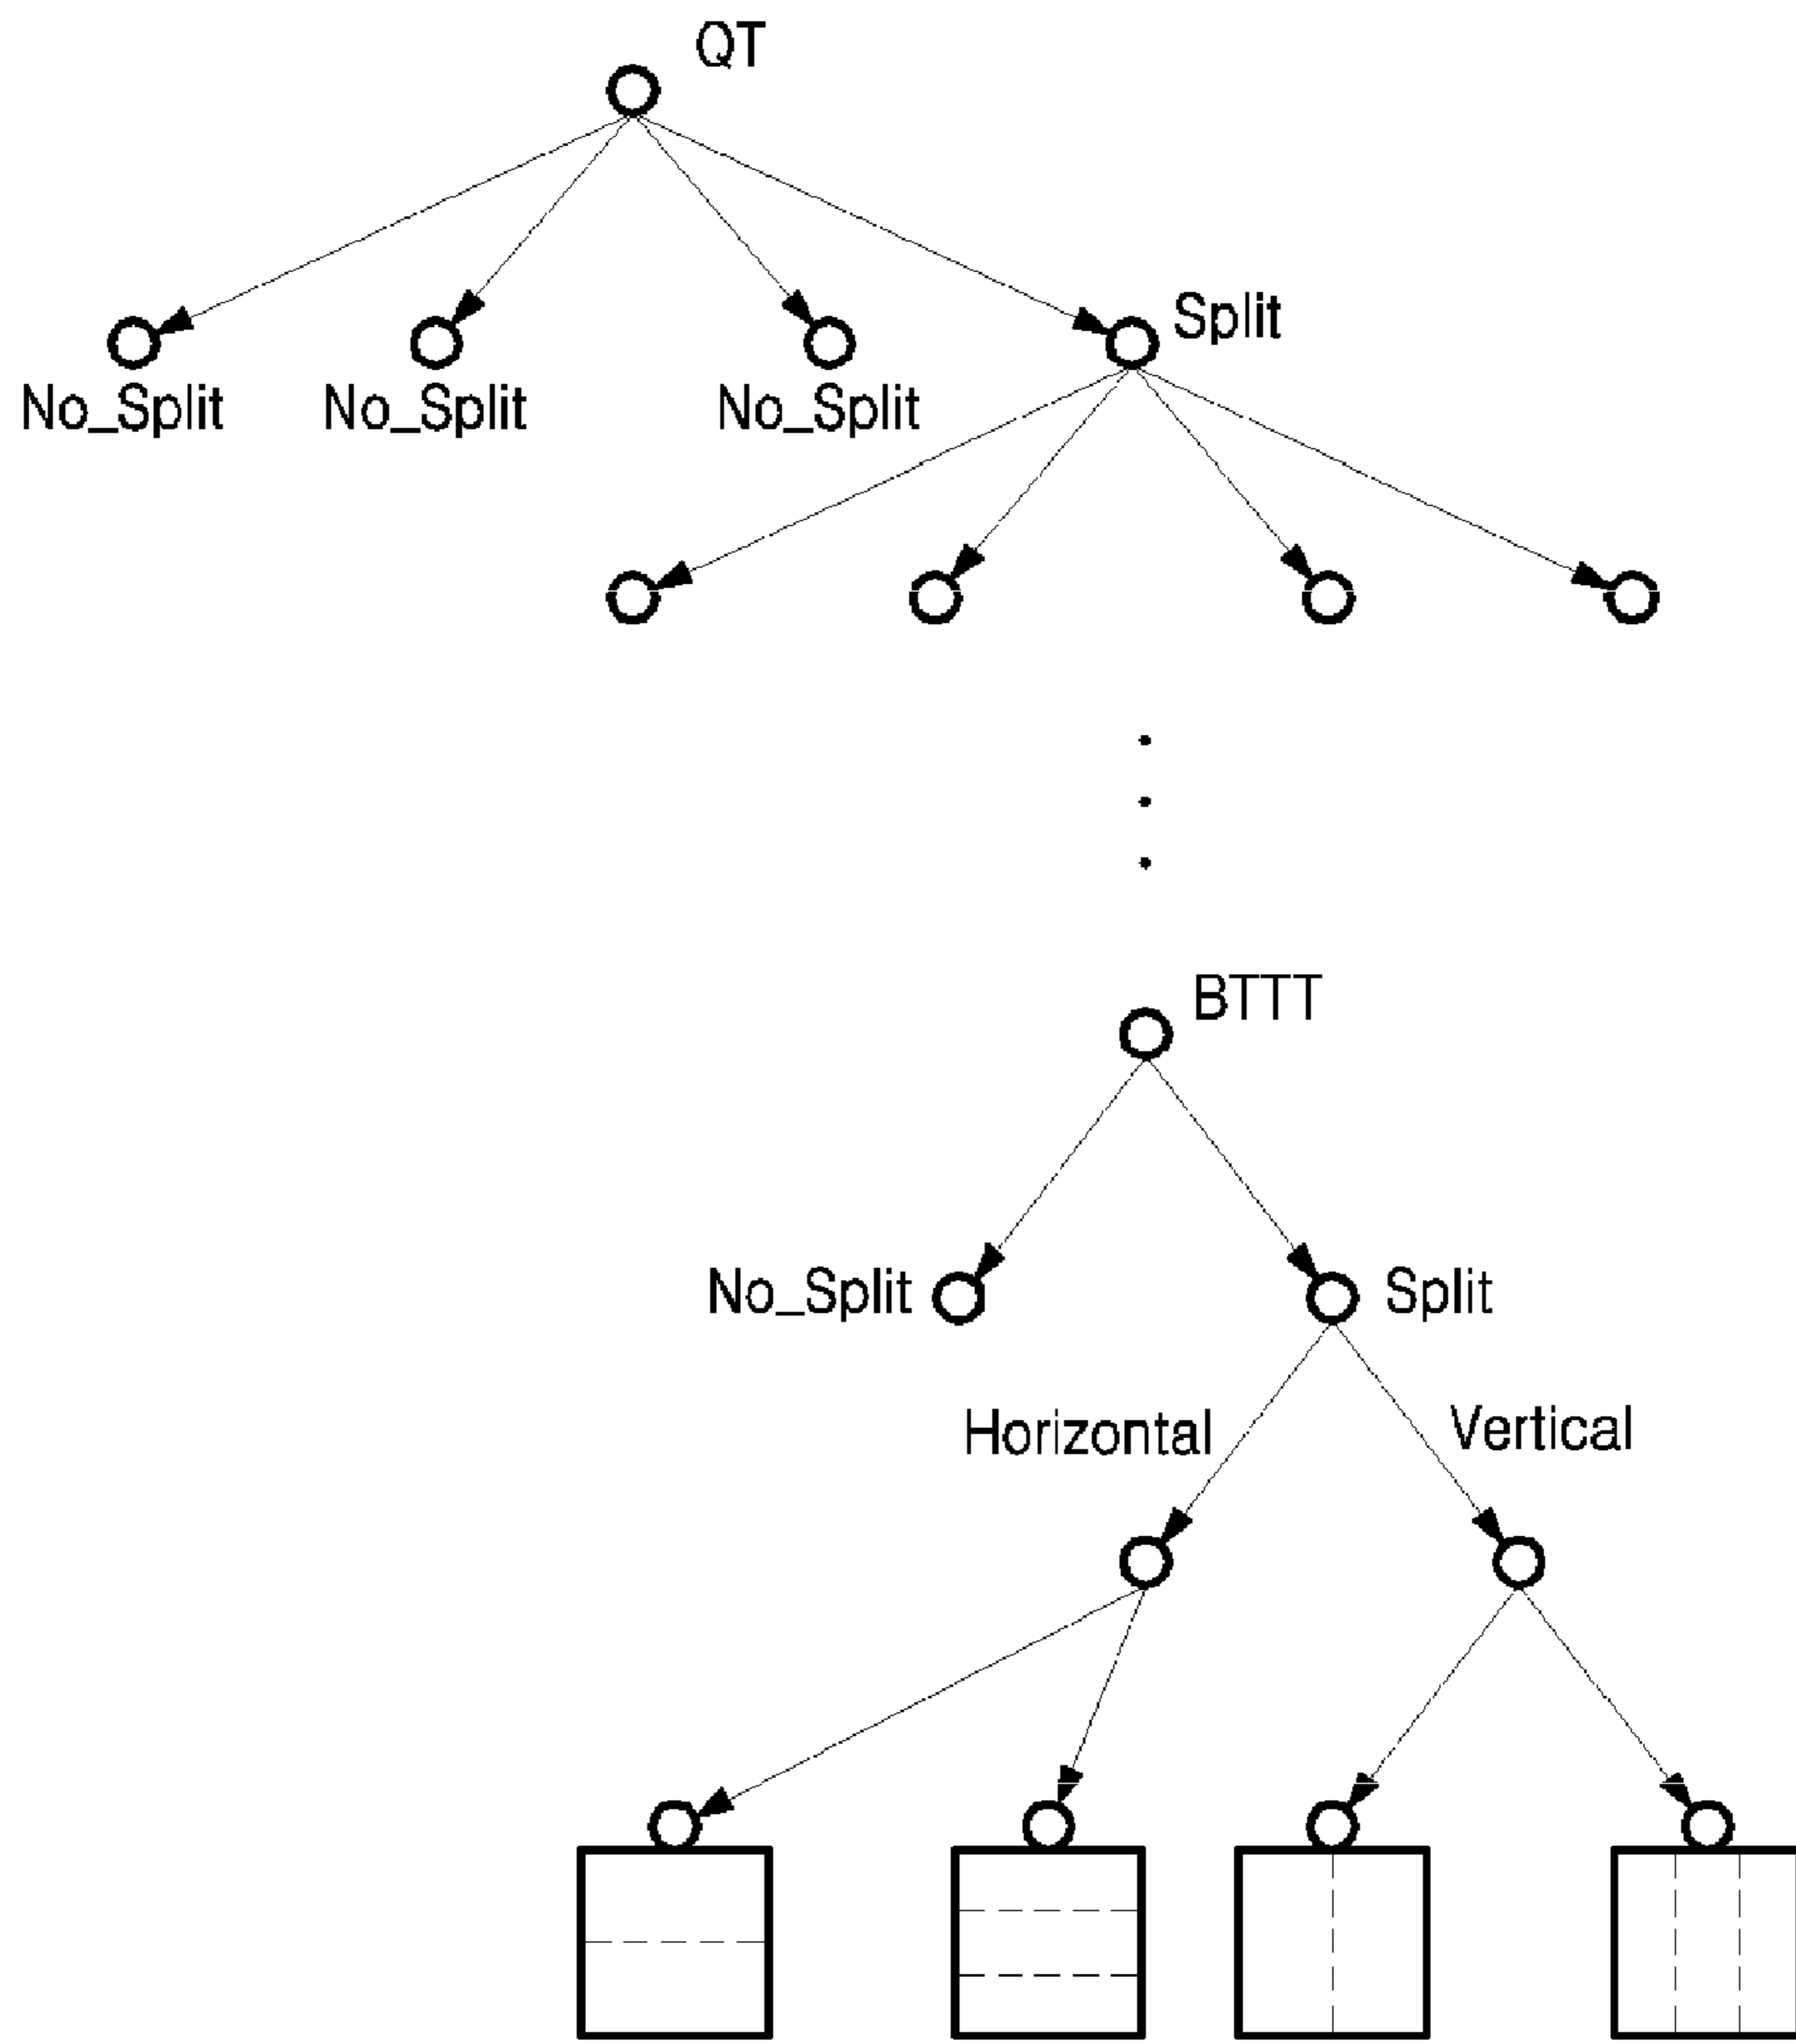 QT
Split
No_Split
No_Split
No_Split
BTTT
No_Split
Split
Horizontal
Vertical